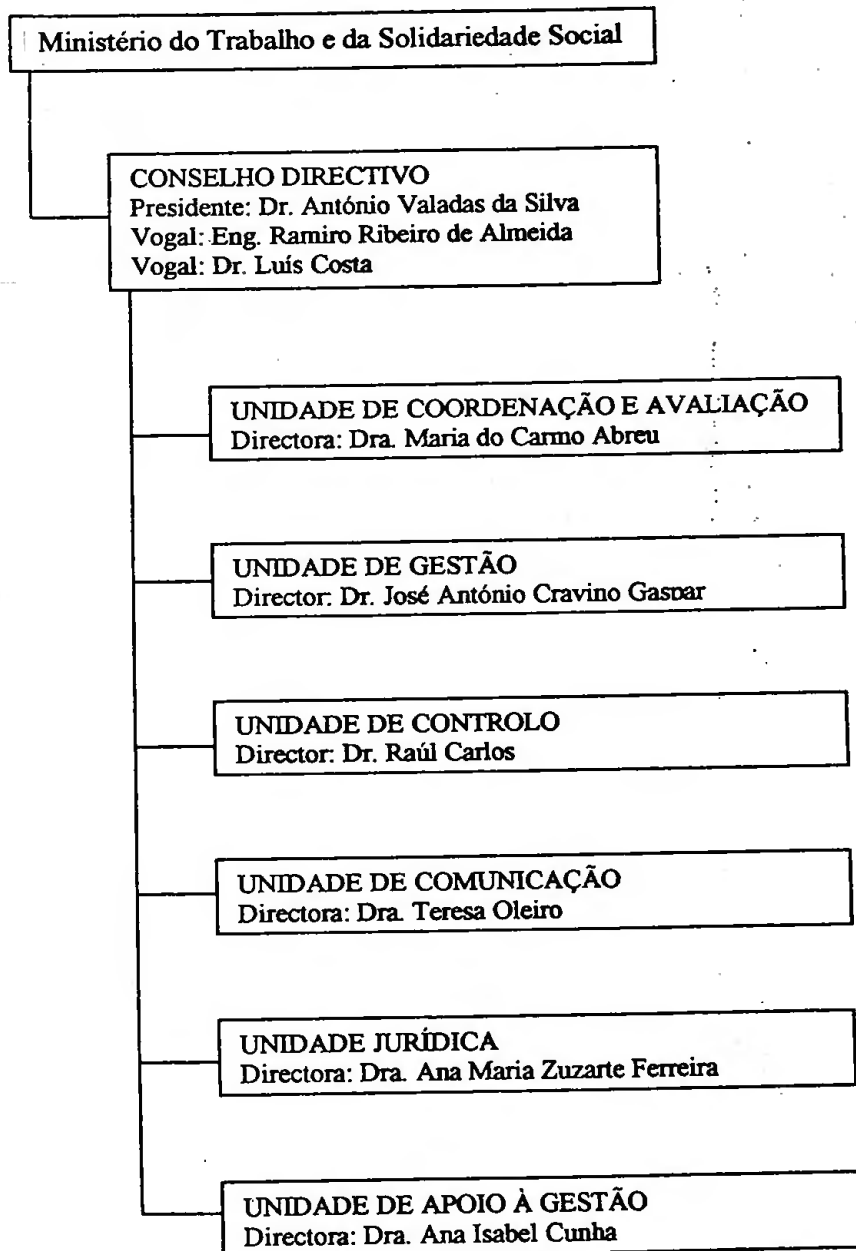 Ministério do Trabalho e da Solidariedade Social
CONSELHO DIRECTIVO
Presidente: Dr. António Valadas da Silva
Vogal: Eng. Ramiro Ribeiro de Almeida
Vogal: Dr. Luís Costa
UNIDADE DE COORDENAÇÃO E AVALIAÇÃO
Directora: Dra. Maria do Carmo Abreu
UNIDADE DE GESTÃO
Director: Dr. José António Cravino Gaspar
UNIDADE DE CONTROLO
Director: Dr. Raúl Carlos
UNIDADE DE COMUNICAÇÃO
Directora: Dra. Teresa Oleiro
UNIDADE JURÍDICA
Directora: Dra. Ana Maria Zuzarte Ferreira
UNIDADE DE APOIO À GESTÃO
Directora: Dra. Ana Isabel Cunha